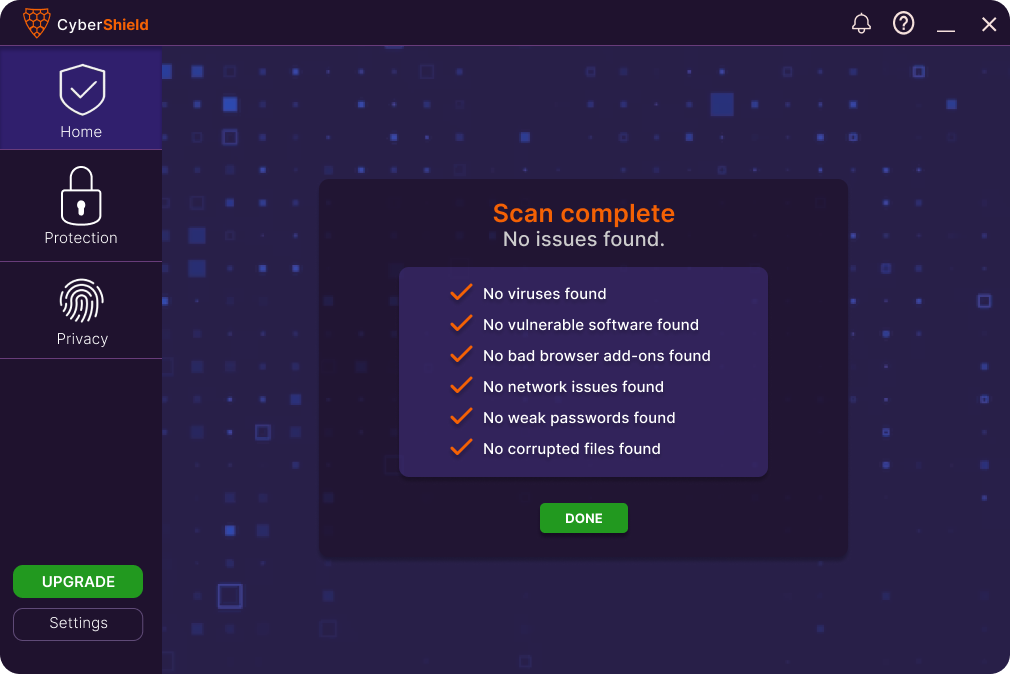 CyberShield
Home
Protection
Privacy
UPGRADE
Settings
Scan complete
No issues found.
No viruses found
No vulnerable software found
No bad browser add-ons found
No network issues found
No weak passwords found
No corrupted files found
DONE